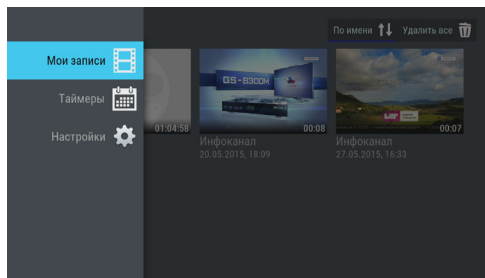 По имени Удалить все
Мои записи
Таймеры
Настройки
GS-B300M
01:04:58
00:08
00:07
Инфоканал
20.05.2015, 18:09
Инфоканал
27.05.2015, 16:33